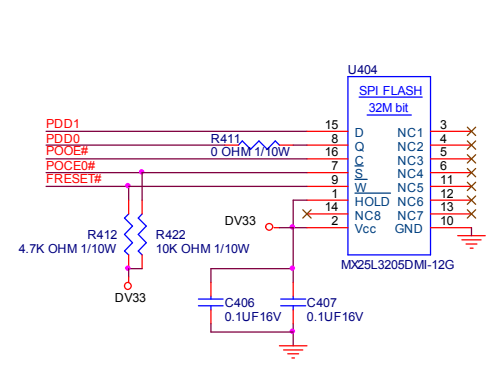 U404
SPI FLASH
32M bit
PDD1
15 D NC1 3
PDD0
R411
8 Q NC2 4
POOE#
0 OHM 1/10W
16 C NC3 5
POCE0#
7 S NC4 6
FRESET#
9 W NC5 11
1 HOLD NC6 12
14 NC8 NC7 13
DV33
2 Vcc GND 10
R412
R422
4.7K OHM 1/10W
10K OHM 1/10W
MX25L3205DMI-12G
DV33
C406
C407
0.1UF16V
0.1UF16V